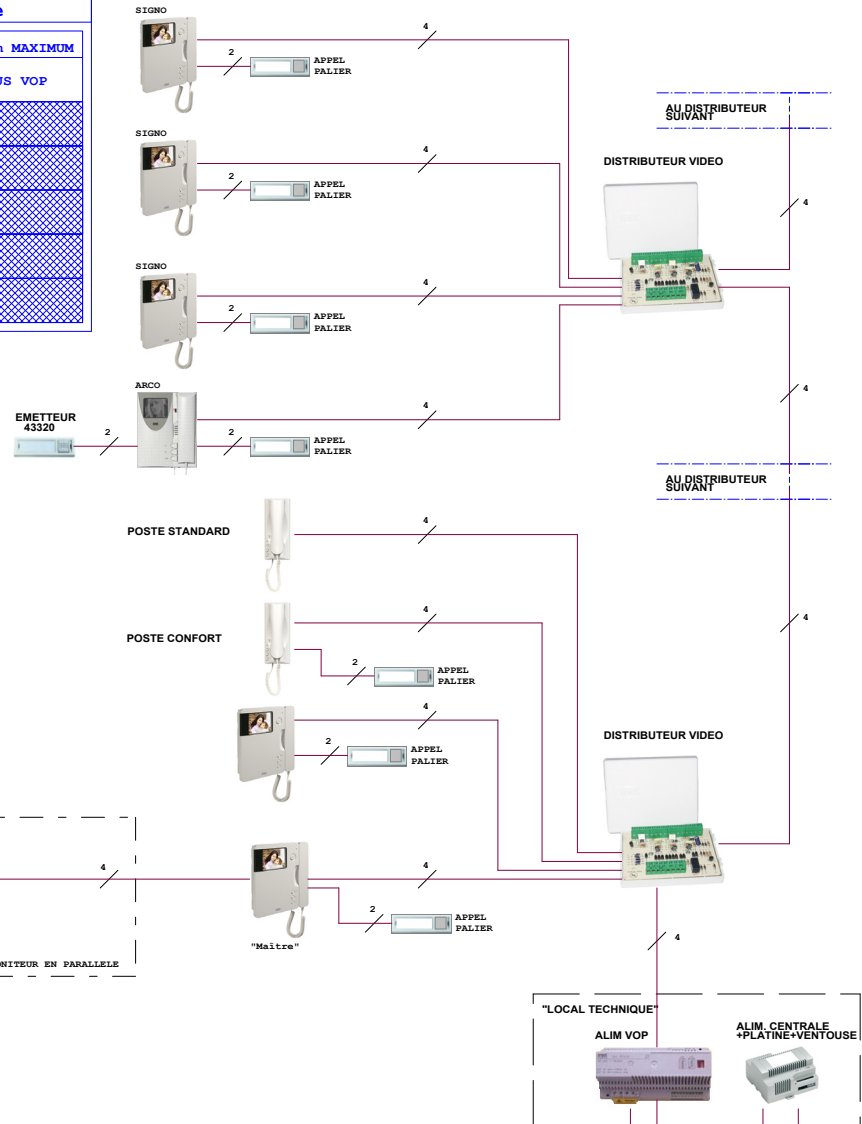 SIGNO
4
2
APPEL
PALIER
MAXIMUM
VOP
AU DISTRIBUTEUR
SUIVANT
DISTRIBUTEUR VIDEO
4
SIGNO
4
2
APPEL
PALIER
SIGNO
4
2
APPEL
PALIER
4
ARCO
4
EMETTEUR
43320
2
2
APPEL
PALIER
AU DISTRIBUTEUR
SUIVANT
POSTE STANDARD
4
POSTE CONFORT
4
4
2
APPEL
PALIER
4
2
APPEL
PALIER
DISTRIBUTEUR VIDEO
4
4
2
APPEL
PALIER
"Maître"
4
EN PARALLELE
"LOCAL TECHNIQUE"
ALIM VOP
ALIM. CENTRALE
+PLATINE+VENTOUSE